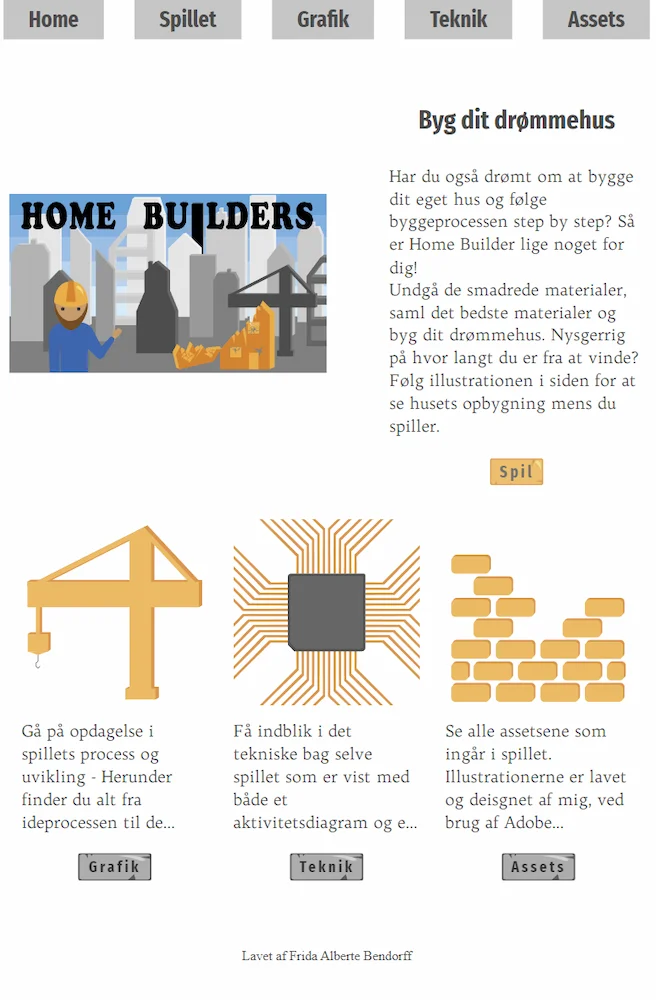 Home Spillet Grafik Teknik Assets
HOME BUILDERS
Byg dit drømmehus
Har du også drømt om at bygge
dit eget hus og følge
byggeprocessen step by step? Så
er Home Builder lige noget for
dig!
Undgå de smadrede materialer,
saml det bedste materialer og
byg dit drømmehus. Nysgerrig
på hvor langt du er fra at vinde?
Følg illustrationen i siden for at
se husets opbygning mens du
spiller.
Spil
Gå på opdagelse i
spillets process og
uvikling - Herunder
finder du alt fra
ideprocessen til de...
Grafik
Få indblik i det
tekniske bag selve
spillet som er vist med
både et
aktivitetsdiagram og e...
Teknik
Se alle assetsene som
ingår i spillet.
Illustrationerne er lavet
og deisgnet af mig, ved
brug af Adobe...
Assets
Lavet af Frida Alberte Bendorff